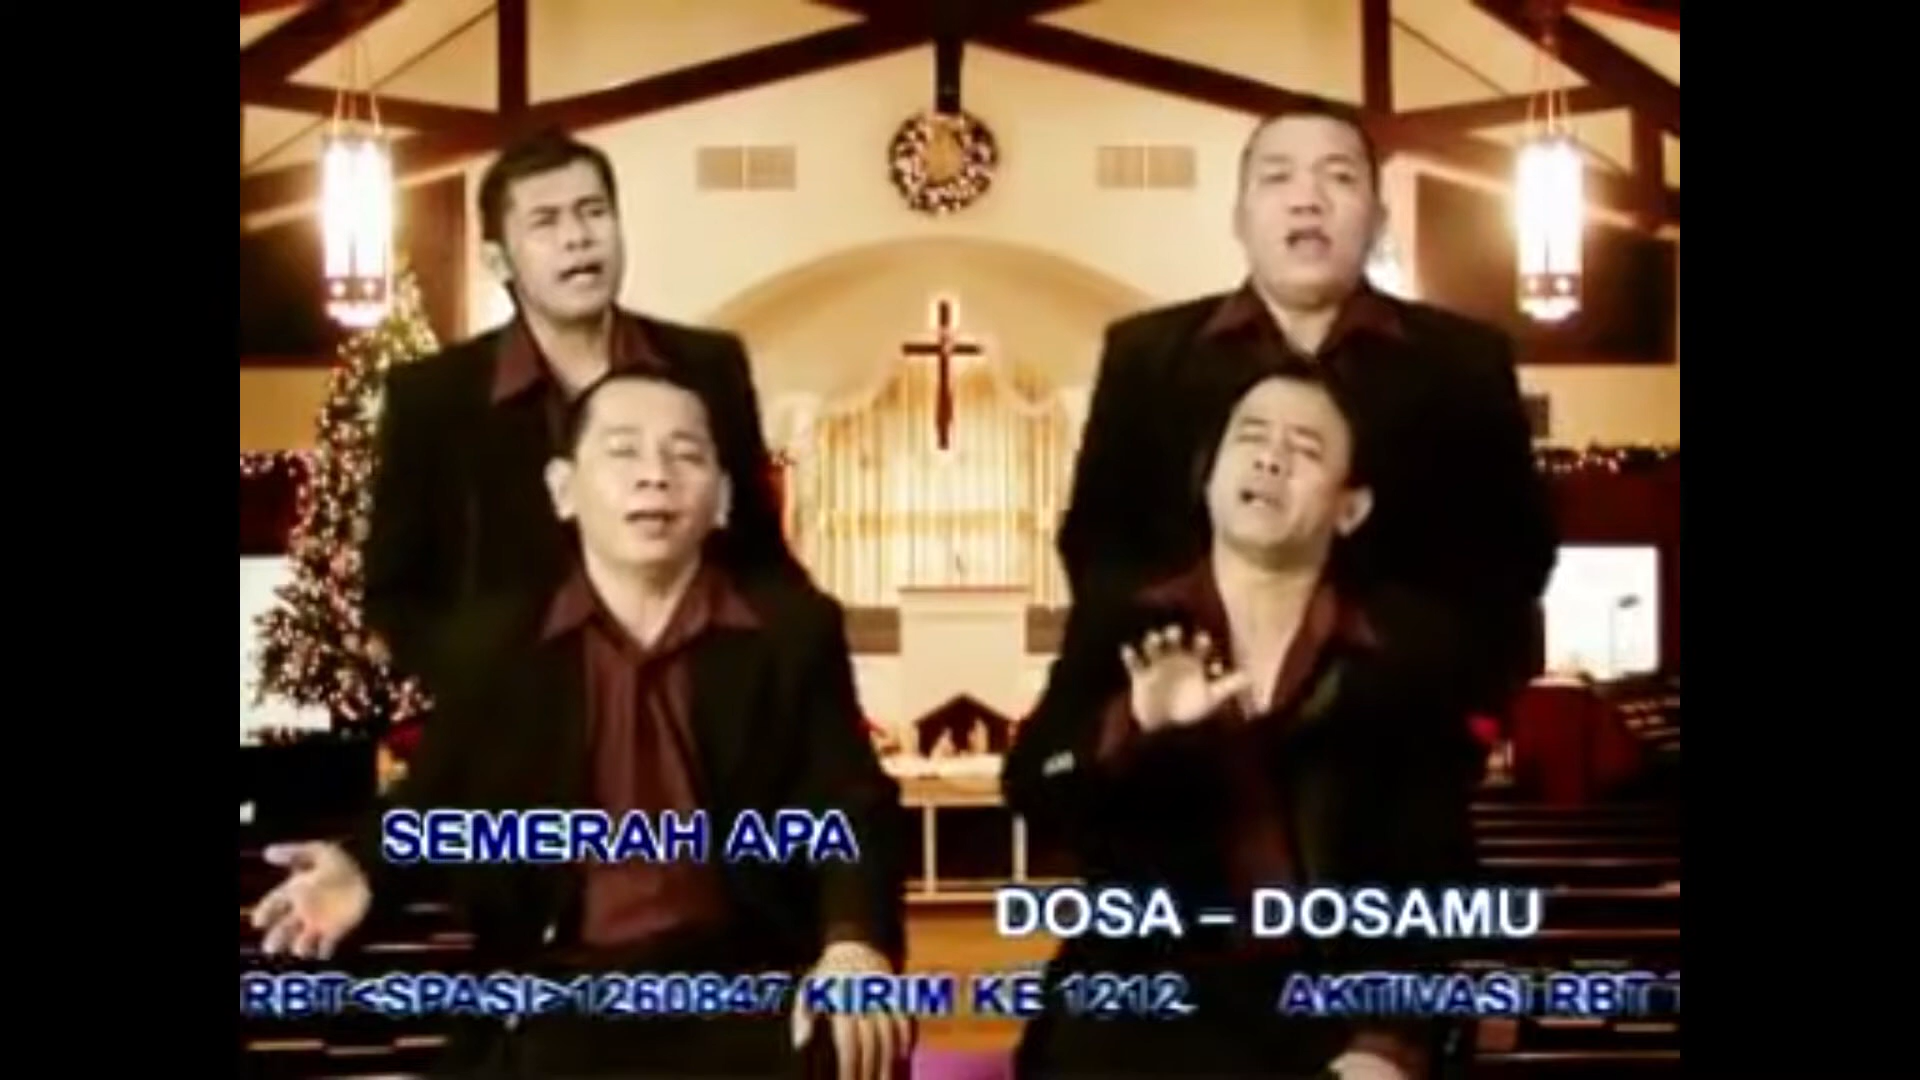 SEMERAH APA
DOSA – DOSAMU
RBT<SPASI>1260847 KIRIM KE 1212 AKTIVASI RBT